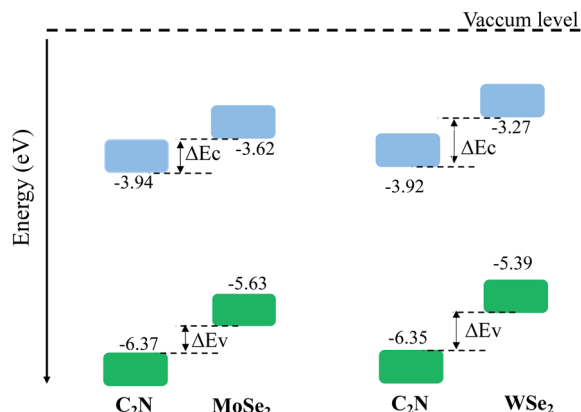 Vaccum level
Energy (eV)
-3.94
ΔEc
-3.62
-3.92
ΔEc
-3.27
-6.37
ΔEv
-5.63
-6.35
ΔEv
-5.39
C₂N
MoSe₂
C₂N
WSe₂